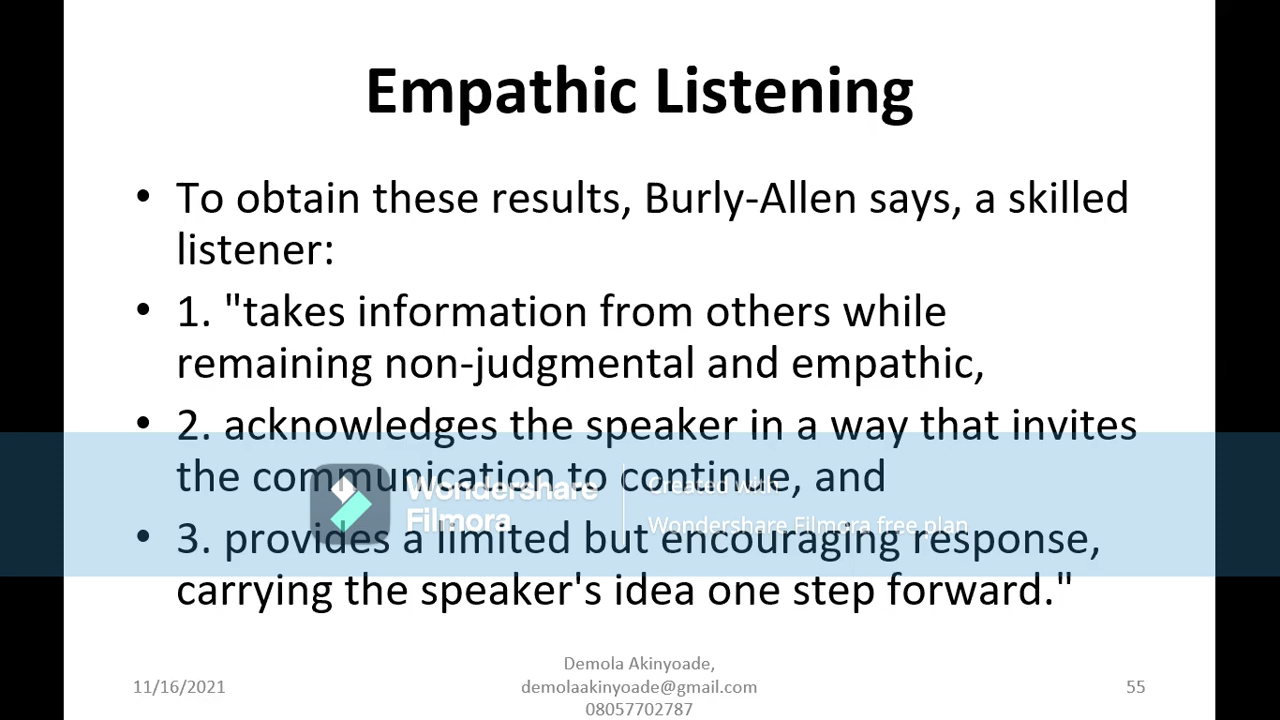 Empathic Listening
• To obtain these results, Burly-Allen says, a skilled
listener:
• 1. "takes information from others while
remaining non-judgmental and empathic,
• 2. acknowledges the speaker in a way that invites
the communication to continue, and
• 3. provides a limited but encouraging response,
carrying the speaker's idea one step forward."
Wondershare
Filmora
Created with
Wondershare Filmora free plan
11/16/2021
Demola Akinyoade,
demolaakinyoade@gmail.com
08057702787
55